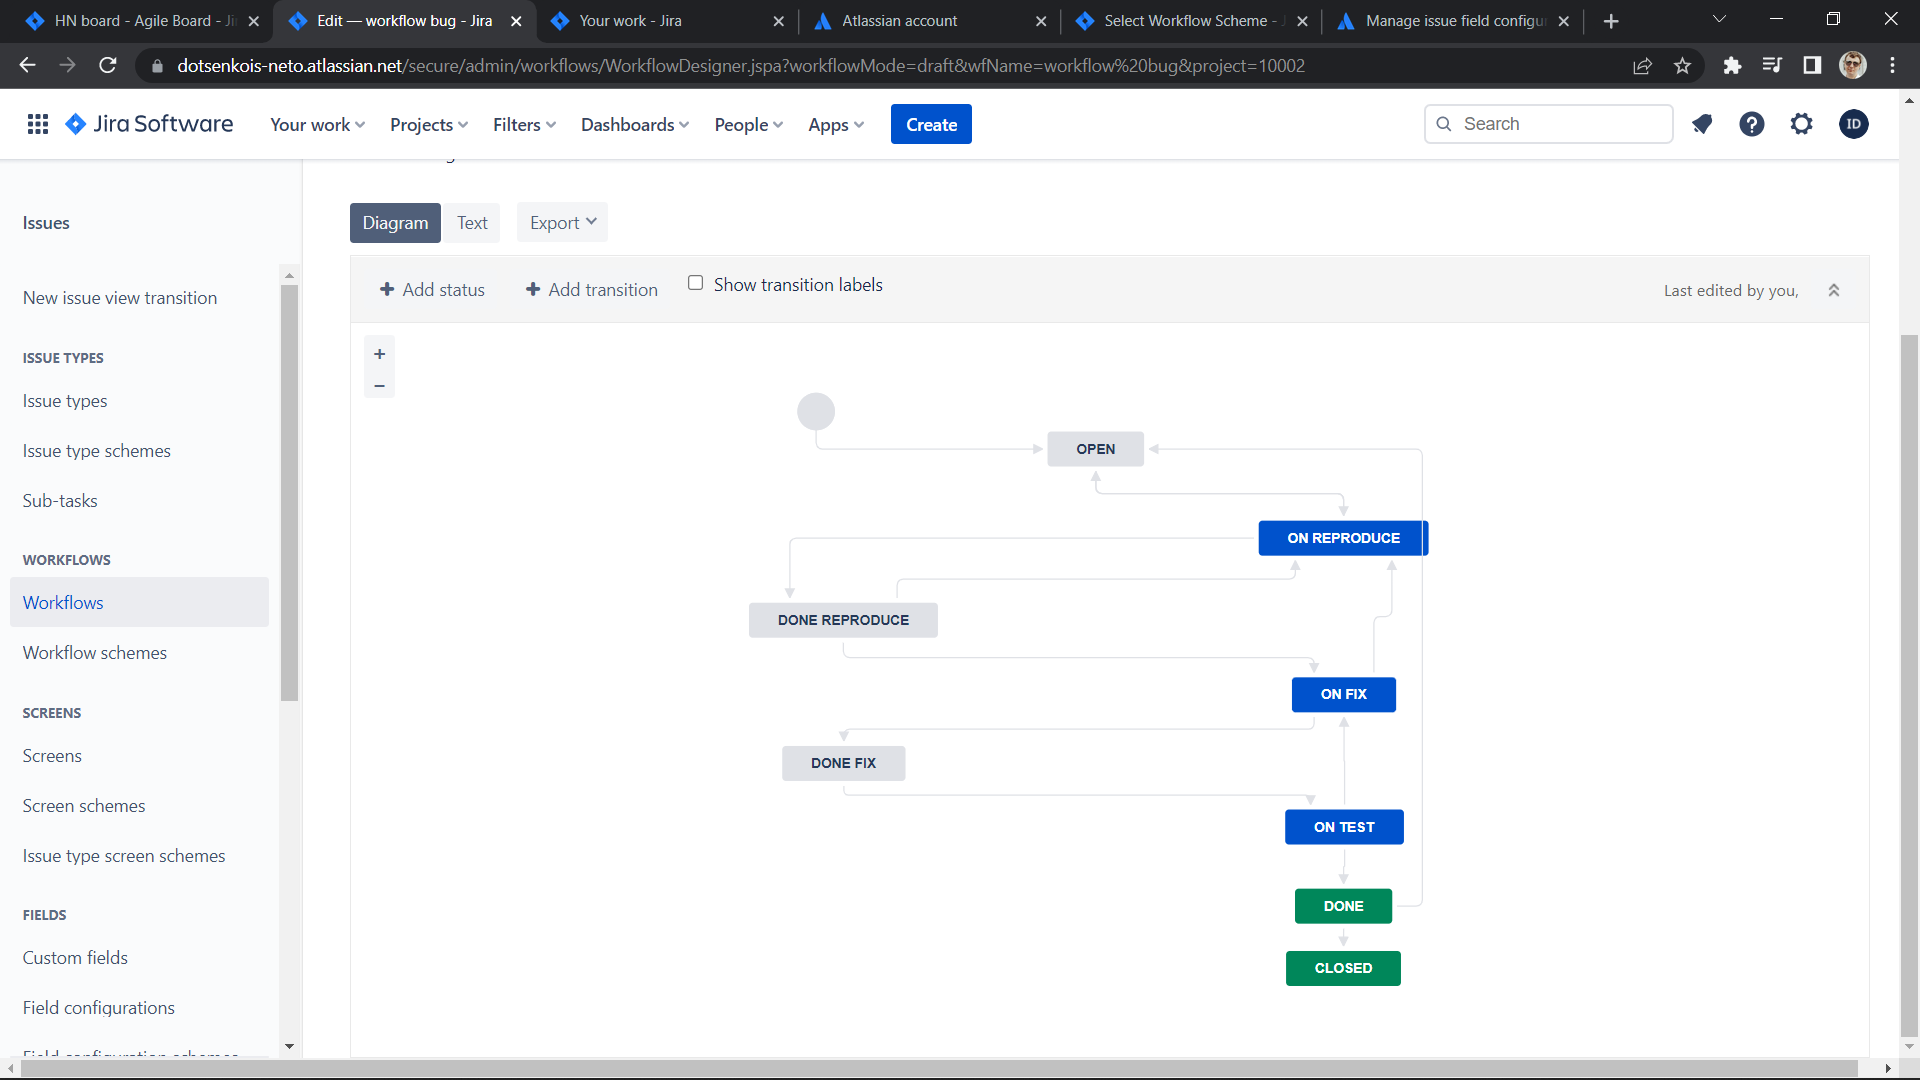 HN board - Agile Board - Ji
Edit — workflow bug - Jira
Your work - Jira
Atlassian account
Select Workflow Scheme - J
Manage issue field configu
dotsenkois-neto.atlassian.net/secure/admin/workflows/WorkflowDesigner.jspa?workflowMode=draft&wfName=workflow%20bug&project=10002
Jira Software
Your work
Projects
Filters
Dashboards
People
Apps
Create
Search
ID
Issues
New issue view transition
ISSUE TYPES
Issue types
Issue type schemes
Sub-tasks
WORKFLOWS
Workflows
Workflow schemes
SCREENS
Screens
Screen schemes
Issue type screen schemes
FIELDS
Custom fields
Field configurations
Field configuration schemes
Diagram
Text
Export
+ Add status
+ Add transition
Show transition labels
Last edited by you,
+
−
OPEN
ON REPRODUCE
DONE REPRODUCE
ON FIX
DONE FIX
ON TEST
DONE
CLOSED